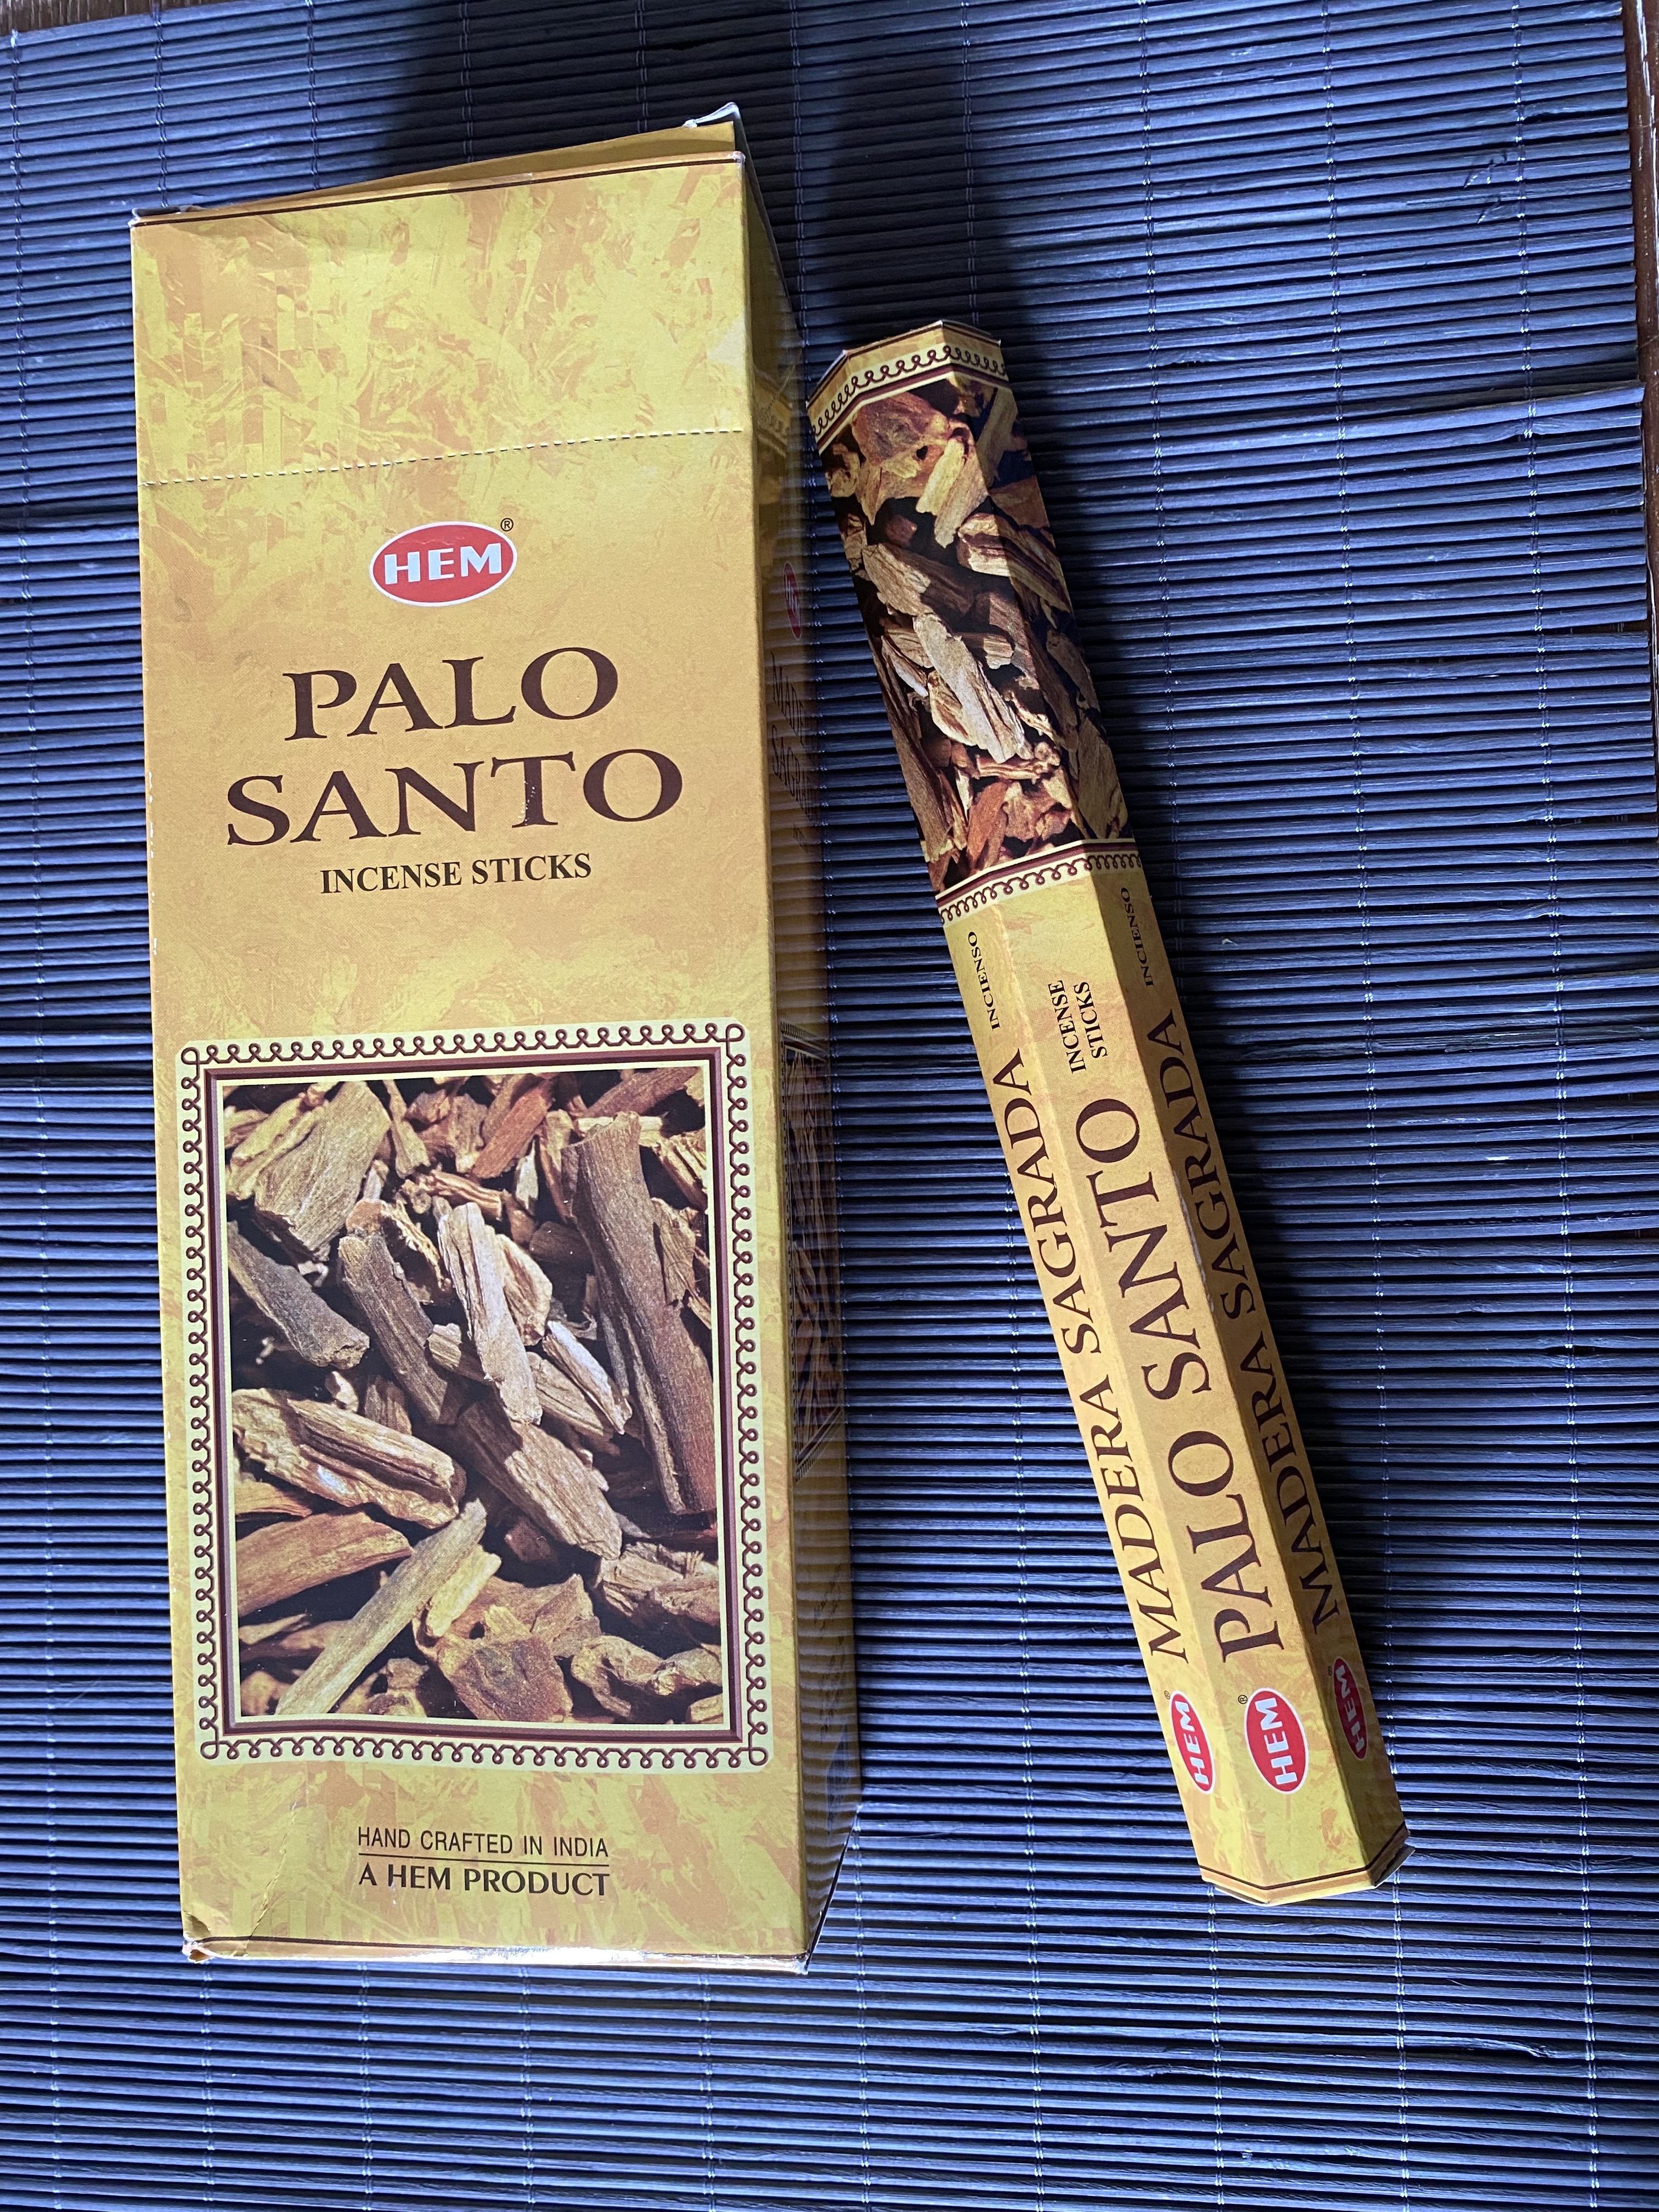 HEM®
PALO
SANTO
INCENSE STICKS
HAND CRAFTED IN INDIA
A HEM PRODUCT
HEM® MADERA SAGRADA INCIENSO
HEM® PALO SANTO INCENSE
STICKS
HEM MADERA SAGRADA INCIENSO